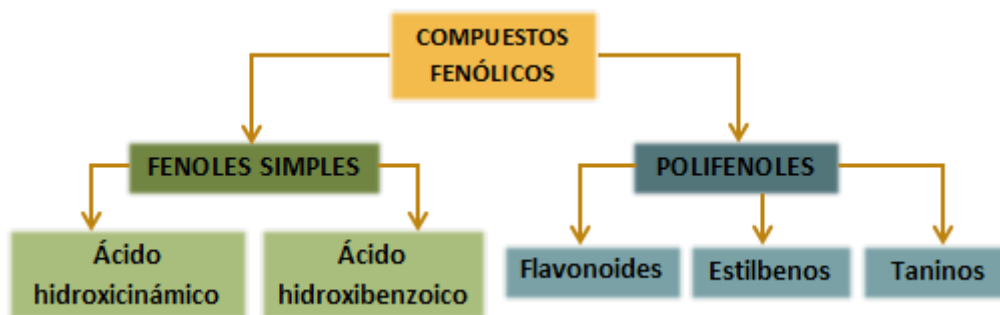 COMPUESTOS
FENÓLICOS
FENOLES SIMPLES
POLIFENOLES
Ácido
hidroxicinámico
Ácido
hidroxibenzoico
Flavonoides
Estilbenos
Taninos